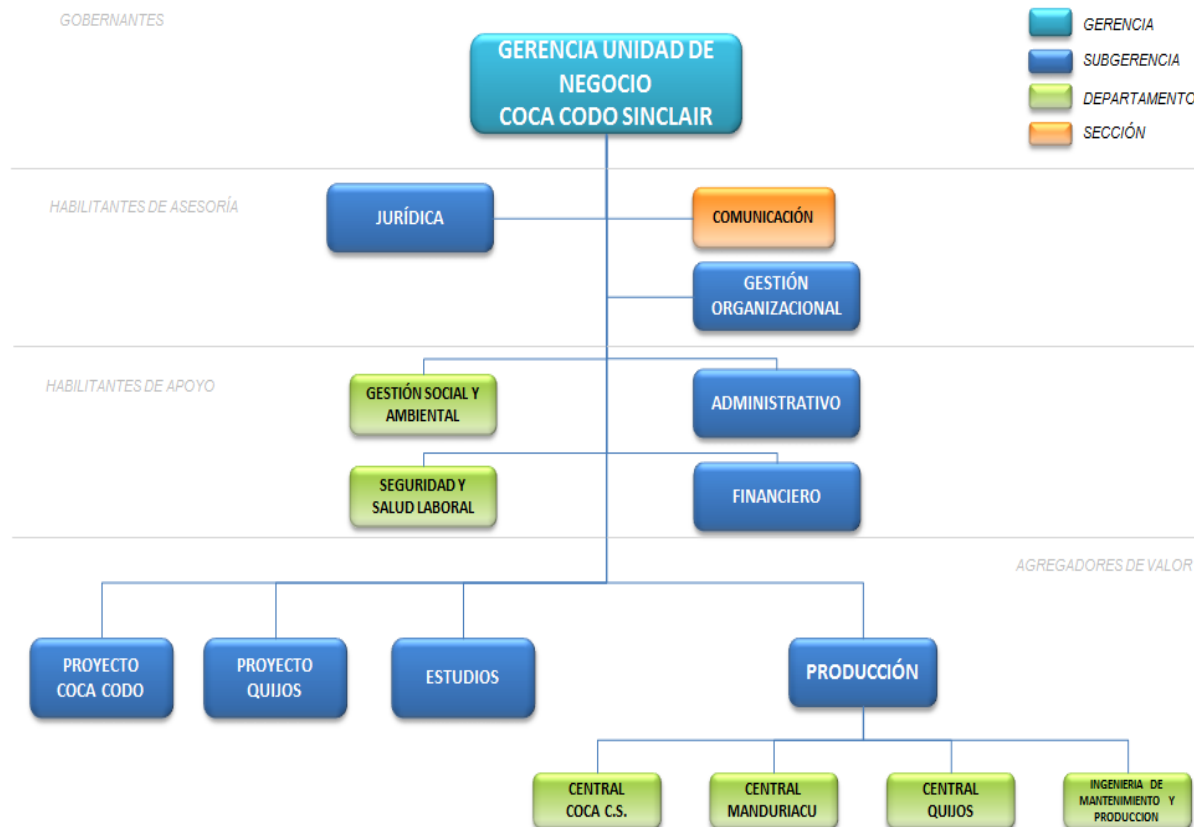 GOBERNANTES
GERENCIA UNIDAD DE
NEGOCIO
COCA CODO SINCLAIR
GERENCIA
SUBGERENCIA
DEPARTAMENTO
SECCIÓN
HABILITANTES DE ASESORÍA
JURÍDICA
COMUNICACIÓN
GESTIÓN
ORGANIZACIONAL
HABILITANTES DE APOYO
GESTIÓN SOCIAL Y
AMBIENTAL
ADMINISTRATIVO
SEGURIDAD Y
SALUD LABORAL
FINANCIERO
AGREGADORES DE VALOR
PROYECTO
COCA CODO
PROYECTO
QUIJOS
ESTUDIOS
PRODUCCIÓN
CENTRAL
COCA C.S.
CENTRAL
MANDURIACU
CENTRAL
QUIJOS
INGENIERIA DE
MANTENIMIENTO Y
PRODUCCION